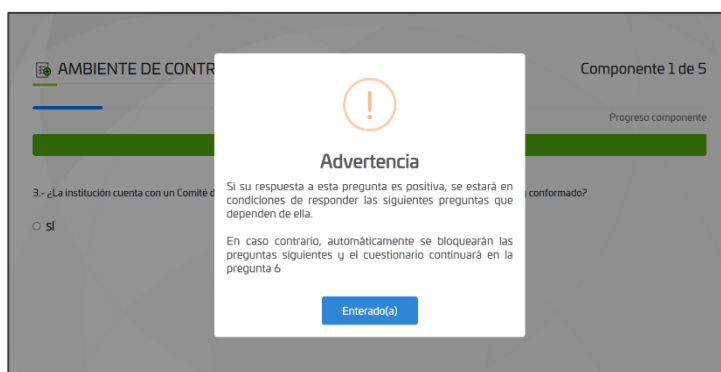 AMBIENTE DE CONTR
Componente 1 de 5
Progreso componente
!
Advertencia
3.- ¿La institución cuenta con un Comité d
conformado?
Si su respuesta a esta pregunta es positiva, se estará en
condiciones de responder las siguientes preguntas que
dependen de ella.
SÍ
En caso contrario, automáticamente se bloquearán las
preguntas siguientes y el cuestionario continuará en la
pregunta 6
Enterado(a)